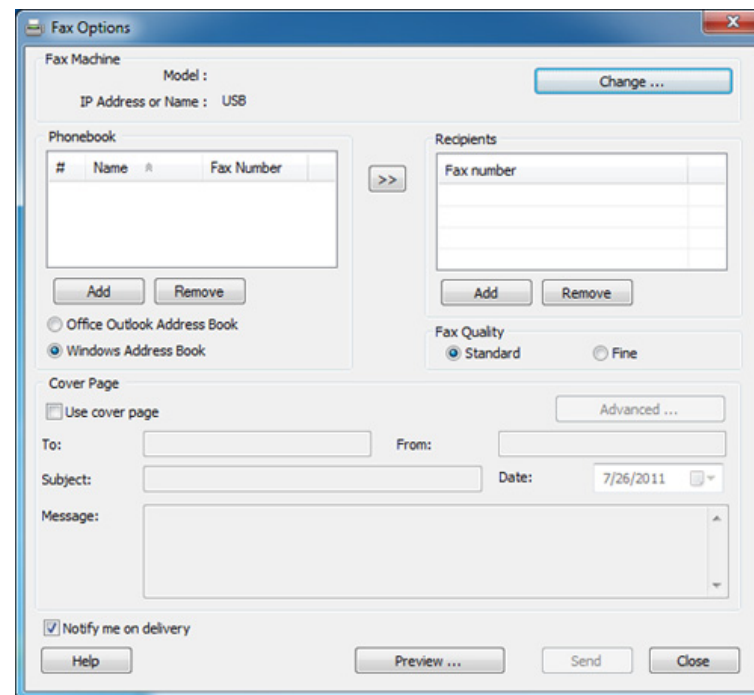 Fax Options
Fax Machine
Model :
Change ...
IP Address or Name : USB
Phonebook
# Name Fax Number
>>
Add Remove
Office Outlook Address Book
Windows Address Book
Recipients
Fax number
Add Remove
Fax Quality
Standard Fine
Cover Page
Use cover page
Advanced ...
To: From:
Subject: Date: 7/26/2011
Message:
Notify me on delivery
Help Preview ... Send Close